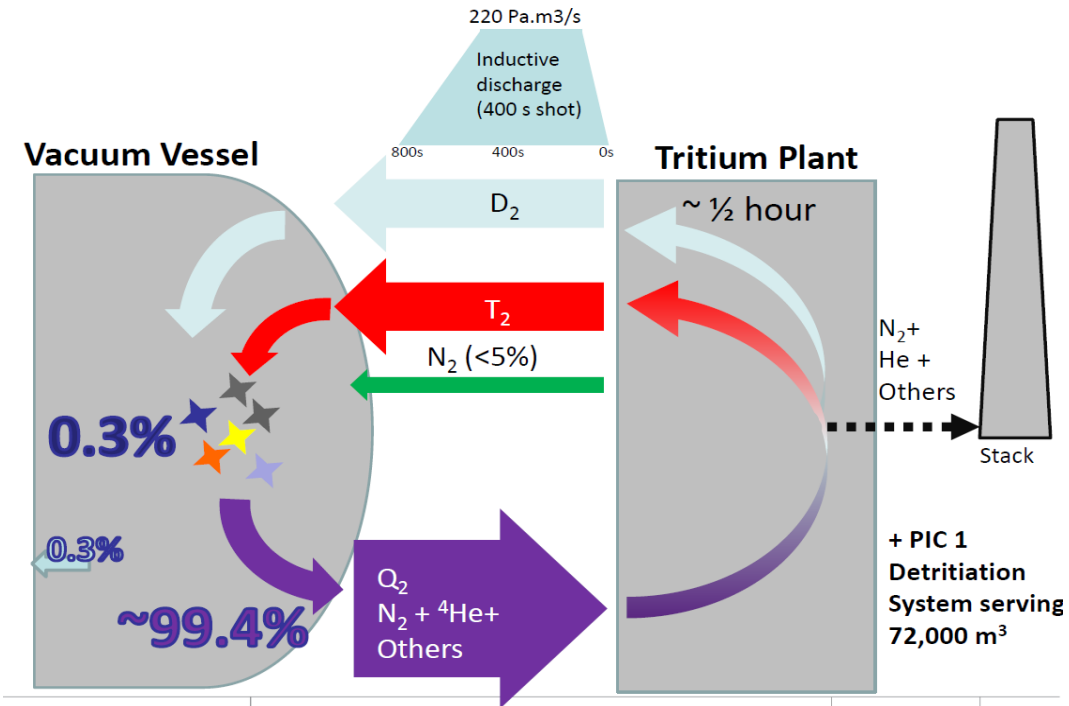 220 Pa.m3/s
Inductive
discharge
(400 s shot)
800s 400s 0s
Vacuum Vessel
Tritium Plant
D₂
~ ½ hour
T₂
N₂ (<5%)
N₂+
He +
Others
0.3%
Stack
0.3%
~99.4%
Q₂
N₂ + ⁴He+
Others
+ PIC 1
Detritiation
System serving
72,000 m³